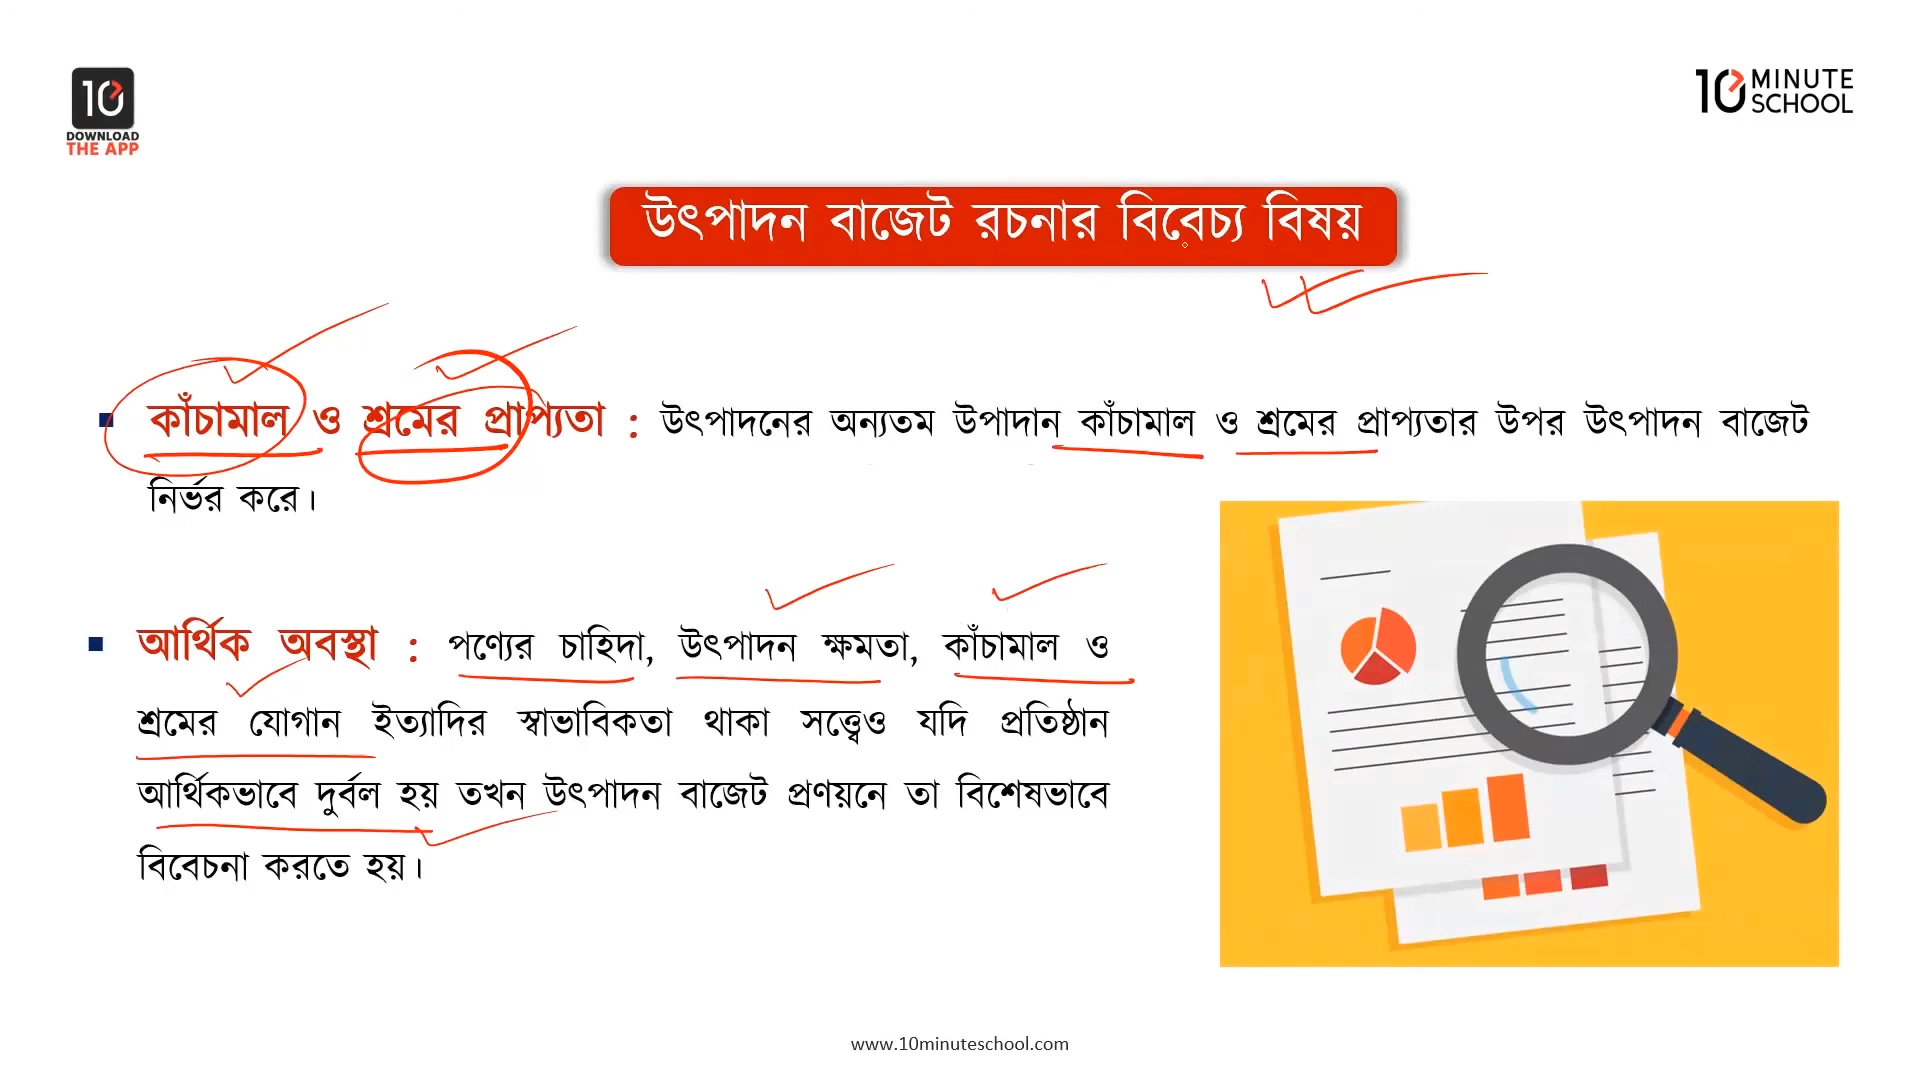 10
DOWNLOAD
THE APP
10 MINUTE
SCHOOL
উৎপাদন বাজেট রচনার বিবেচ্য বিষয়
▪ কাঁচামাল ও শ্রমের প্রাপ্যতা : উৎপাদনের অন্যতম উপাদান কাঁচামাল ও শ্রমের প্রাপ্যতার উপর উৎপাদন বাজেট
নির্ভর করে।
▪ আর্থিক অবস্থা : পণ্যের চাহিদা, উৎপাদন ক্ষমতা, কাঁচামাল ও
শ্রমের যোগান ইত্যাদির স্বাভাবিকতা থাকা সত্ত্বেও যদি প্রতিষ্ঠান
আর্থিকভাবে দুর্বল হয় তখন উৎপাদন বাজেট প্রণয়নে তা বিশেষভাবে
বিবেচনা করতে হয়।
www.10minuteschool.com